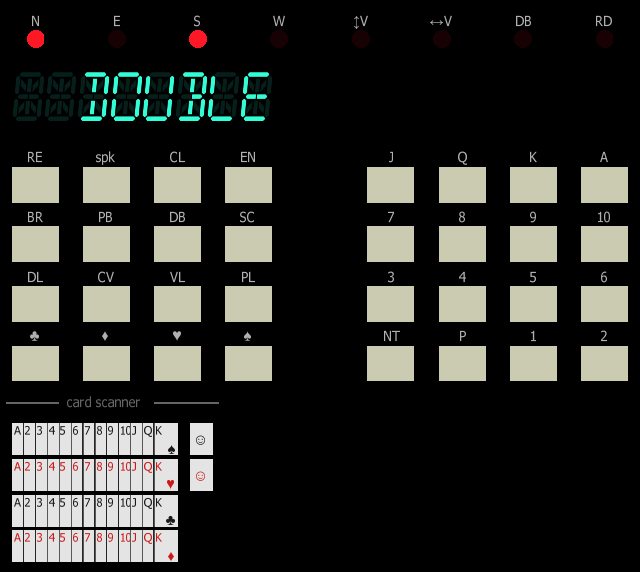 N E S W ↕V ↔V DB RD
DOUBLE
RE spk CL EN J Q K A
BR PB DB SC 7 8 9 10
DL CV VL PL 3 4 5 6
♣ ♦ ♥ ♠ NT P 1 2
card scanner
A 2 3 4 5 6 7 8 9 10 J Q K ♠ ☺
A 2 3 4 5 6 7 8 9 10 J Q K ♥ ☺
A 2 3 4 5 6 7 8 9 10 J Q K ♣
A 2 3 4 5 6 7 8 9 10 J Q K ♦